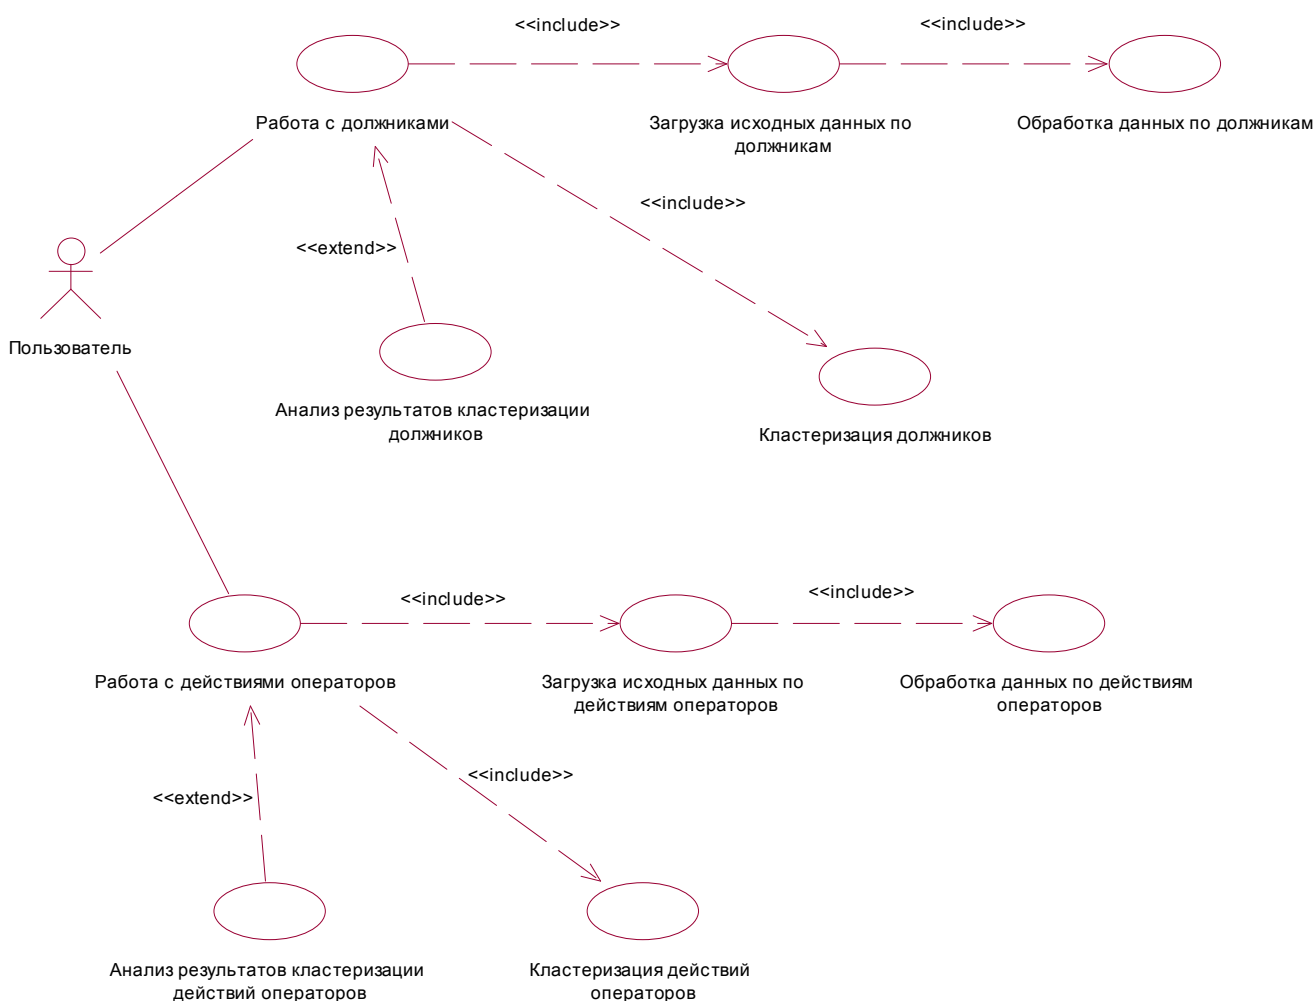 <<include>>
<<include>>
Работа с должниками
Загрузка исходных данных по
должникам
Обработка данных по должникам
<<include>>
<<extend>>
Пользователь
Анализ результатов кластеризации
должников
Кластеризация должников
<<include>>
<<include>>
Работа с действиями операторов
Загрузка исходных данных по
действиям операторов
Обработка данных по действиям
операторов
<<include>>
<<extend>>
Анализ результатов кластеризации
действий операторов
Кластеризация действий
операторов